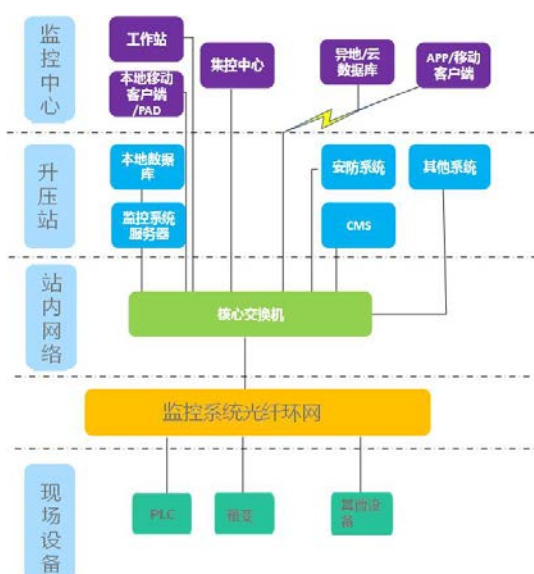 监控中心
工作站
本地移动
客户端
/PAD
集控中心
异地/云
数据库
APP/移动
客户端
升压站
本地数据
库
监控系统
服务器
安防系统
其他系统
CMS
站内网络
核心交换机
监控系统光纤环网
现场设备
PLC
箱变
其他设
备